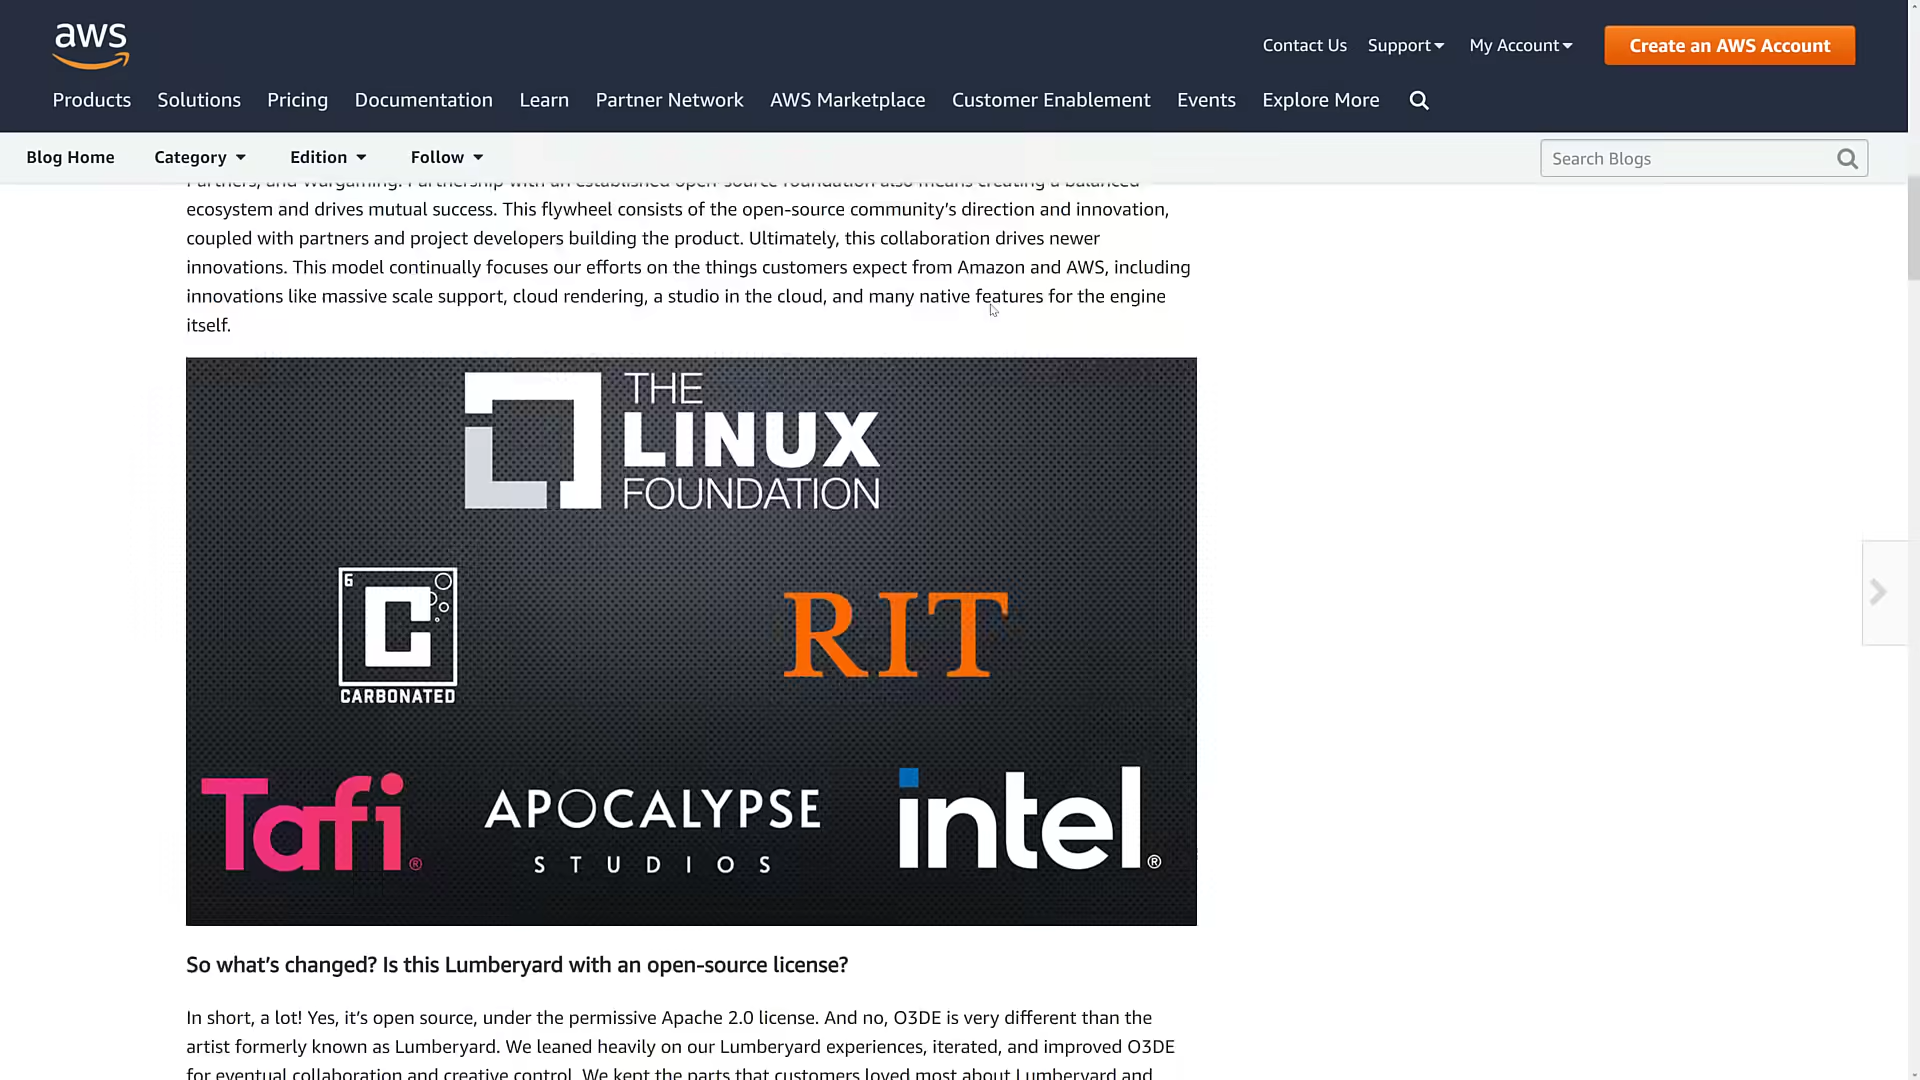 aws
Contact Us Support My Account Create an AWS Account
Products Solutions Pricing Documentation Learn Partner Network AWS Marketplace Customer Enablement Events Explore More
Blog Home Category Edition Follow Search Blogs
Partners, and Wargaming. Partnership with an established open-source foundation also means creating a balanced
ecosystem and drives mutual success. This flywheel consists of the open-source community’s direction and innovation,
coupled with partners and project developers building the product. Ultimately, this collaboration drives newer
innovations. This model continually focuses our efforts on the things customers expect from Amazon and AWS, including
innovations like massive scale support, cloud rendering, a studio in the cloud, and many native features for the engine
itself.
THE
LINUX
FOUNDATION
6
C
CARBONATED
RIT
Tafi®
APOCALYPSE
STUDIOS
intel®
So what’s changed? Is this Lumberyard with an open-source license?
In short, a lot! Yes, it’s open source, under the permissive Apache 2.0 license. And no, O3DE is very different than the
artist formerly known as Lumberyard. We leaned heavily on our Lumberyard experiences, iterated, and improved O3DE
for eventual collaboration and creative control. We kept the parts that customers loved most about Lumberyard and